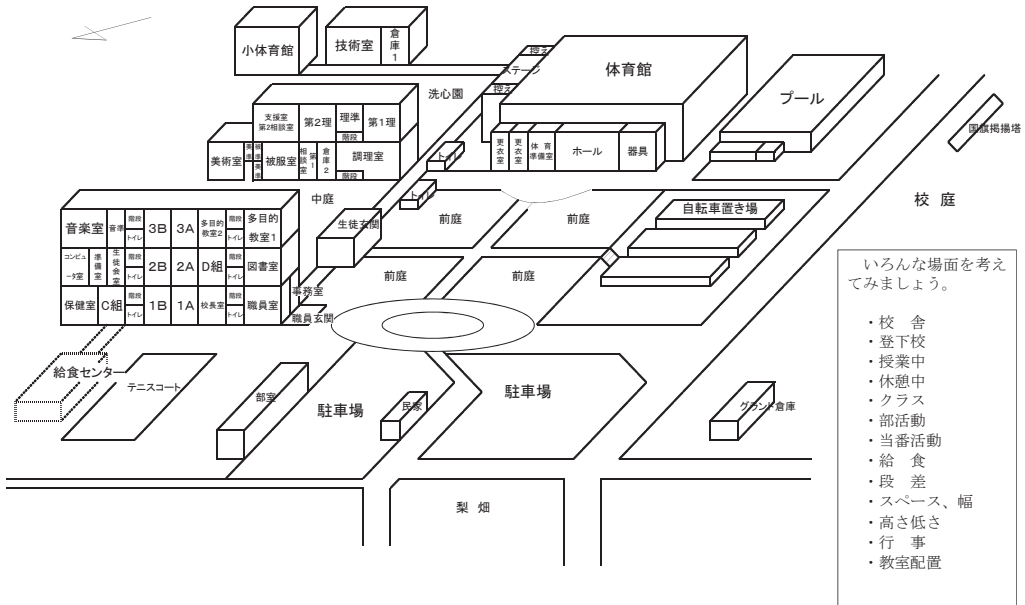 小体育館
技術室
倉庫1
控え
ステージ
控え
体育館
プール
国旗掲揚塔
洗心園
支援室
第2相談室
第2理
理準
階段
第1理
美術室
美準
被準
美準
被服室
相談室
第1
倉庫2
調理室
階段
トイレ
更衣室
更衣室
体育準備室
ホール
器具
校庭
中庭
トイレ
生徒玄関
前庭
前庭
自転車置き場
音楽室
音準
階段
トイレ
3B
3A
多目的
教室2
階段
トイレ
多目的
教室1
コンピュ
ータ室
準備室
生徒会室
階段
トイレ
2B
2A
D組
階段
トイレ
図書室
前庭
前庭
保健室
C組
階段
トイレ
1B
1A
校長室
階段
トイレ
職員室
事務室
職員玄関
給食センター
テニスコート
部室
駐車場
民家
駐車場
グランド倉庫
梨畑
いろんな場面を考え
てみましょう。
・校　舎
・登下校
・授業中
・休憩中
・クラス
・部活動
・当番活動
・給　食
・段　差
・スペース、幅
・高さ低さ
・行　事
・教室配置